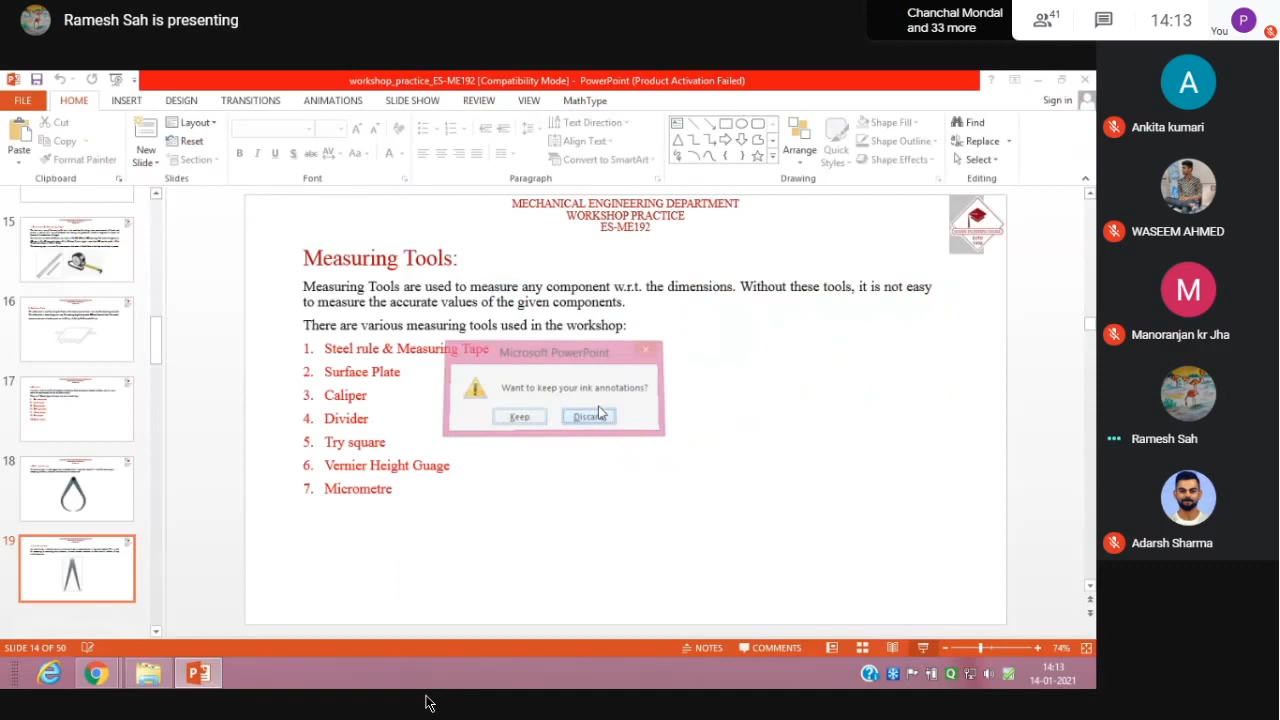 Ramesh Sah is presenting
Chanchal Mondal
and 33 more
41
14:13
You
P
workshop_practice_ES-ME192 [Compatibility Mode] - PowerPoint (Product Activation Failed)
FILE HOME INSERT DESIGN TRANSITIONS ANIMATIONS SLIDE SHOW REVIEW VIEW MathType
Sign in
Paste
Cut
Copy
Format Painter
New
Slide
Layout
Reset
Section
Text Direction
Align Text
Convert to SmartArt
Arrange
Quick
Styles
Shape Fill
Shape Outline
Shape Effects
Find
Replace
Select
Clipboard Slides Font Paragraph Drawing Editing
15
16
17
18
19
MECHANICAL ENGINEERING DEPARTMENT
WORKSHOP PRACTICE
ES-ME192
Measuring Tools:
Measuring Tools are used to measure any component w.r.t. the dimensions. Without these tools, it is not easy
to measure the accurate values of the given components.
There are various measuring tools used in the workshop:
1. Steel rule & Measuring Tape
2. Surface Plate
3. Caliper
4. Divider
5. Try square
6. Vernier Height Guage
7. Micrometre
Microsoft PowerPoint
Want to keep your ink annotations?
Keep
Discard
SLIDE 14 OF 50
NOTES
COMMENTS
74%
14:13
14-01-2021
A
Ankita kumari
WASEEM AHMED
M
Manoranjan kr Jha
Ramesh Sah
Adarsh Sharma